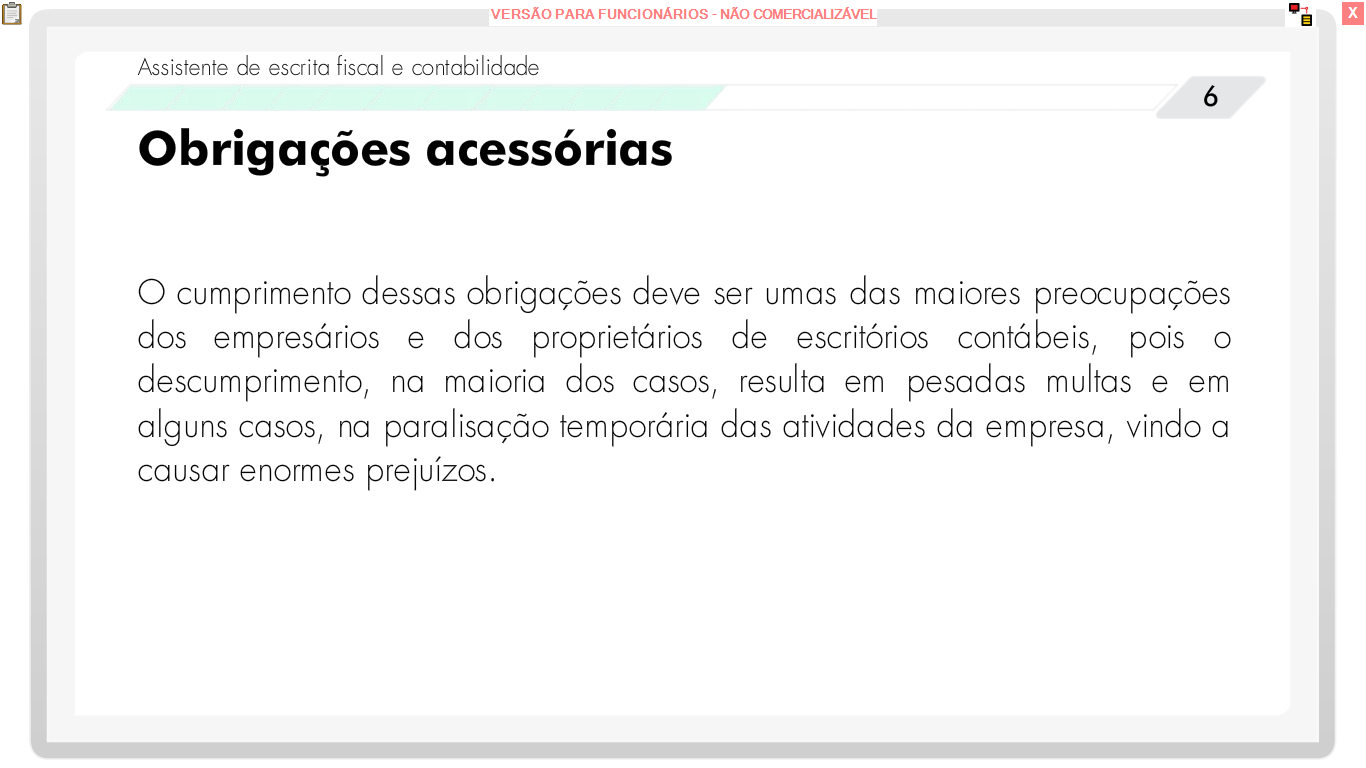 VERSÃO PARA FUNCIONÁRIOS - NÃO COMERCIALIZÁVEL
X
Assistente de escrita fiscal e contabilidade
6
Obrigações acessórias
O cumprimento dessas obrigações deve ser umas das maiores preocupações
dos empresários e dos proprietários de escritórios contábeis, pois o
descumprimento, na maioria dos casos, resulta em pesadas multas e em
alguns casos, na paralisação temporária das atividades da empresa, vindo a
causar enormes prejuízos.